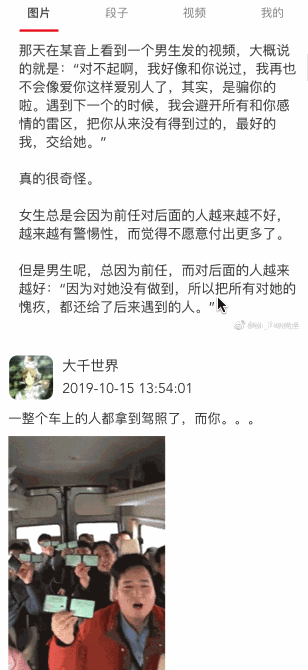 图片 段子 视频 我的
那天在某音上看到一个男生发的视频，大概说
的就是：“对不起啊，我好像和你说过，我再也
不会像爱你这样爱别人了，其实，是骗你的
啦。遇到下一个的时候，我会避开所有和你感
情的雷区，把你从来没有得到过的，最好的
我，交给她。”
真的很奇怪。
女生总是会因为前任对后面的人越来越不好，
越来越有警惕性，而觉得不愿意付出更多了。
但是男生呢，总因为前任，而对后面的人越来
越好：“因为对她没有做到，所以把所有对她的
愧疚，都还给了后来遇到的人。”
大千世界
2019-10-15 13:54:01
一整个车上的人都拿到驾照了，而你。。。